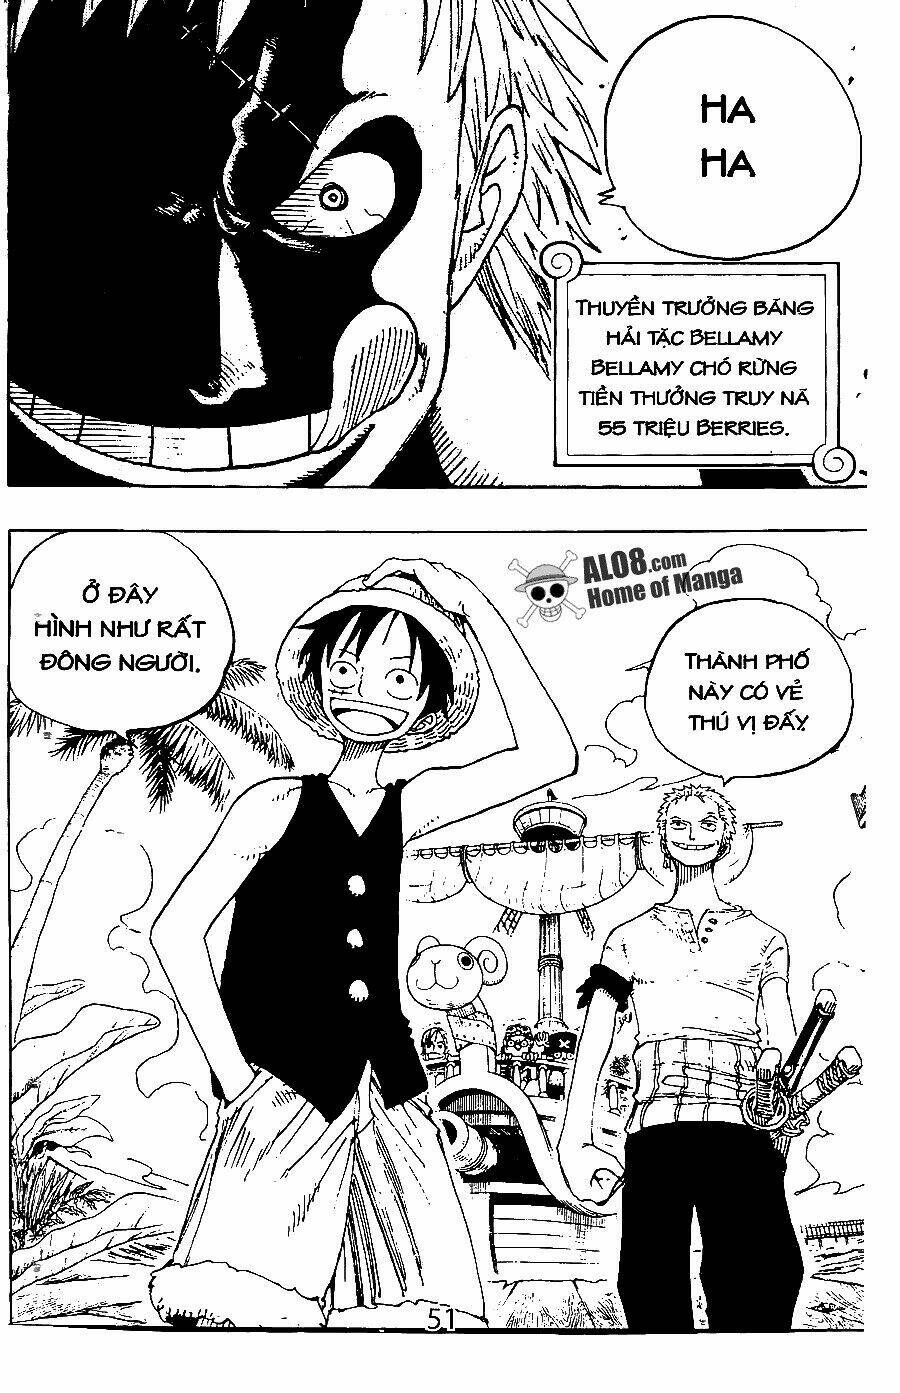 HA
HA
THUYỀN TRƯỞNG BĂNG
HẢI TẶC BELLAMY
BELLAMY CHÓ RỪNG
TIỀN THƯỞNG TRUY NÃ
55 TRIỆU BERRIES.
AL08.com
Home of Manga
Ở ĐÂY
HÌNH NHƯ RẤT
ĐÔNG NGƯỜI.
THÀNH PHỐ
NÀY CÓ VẺ
THÚ VỊ ĐẤY.
51